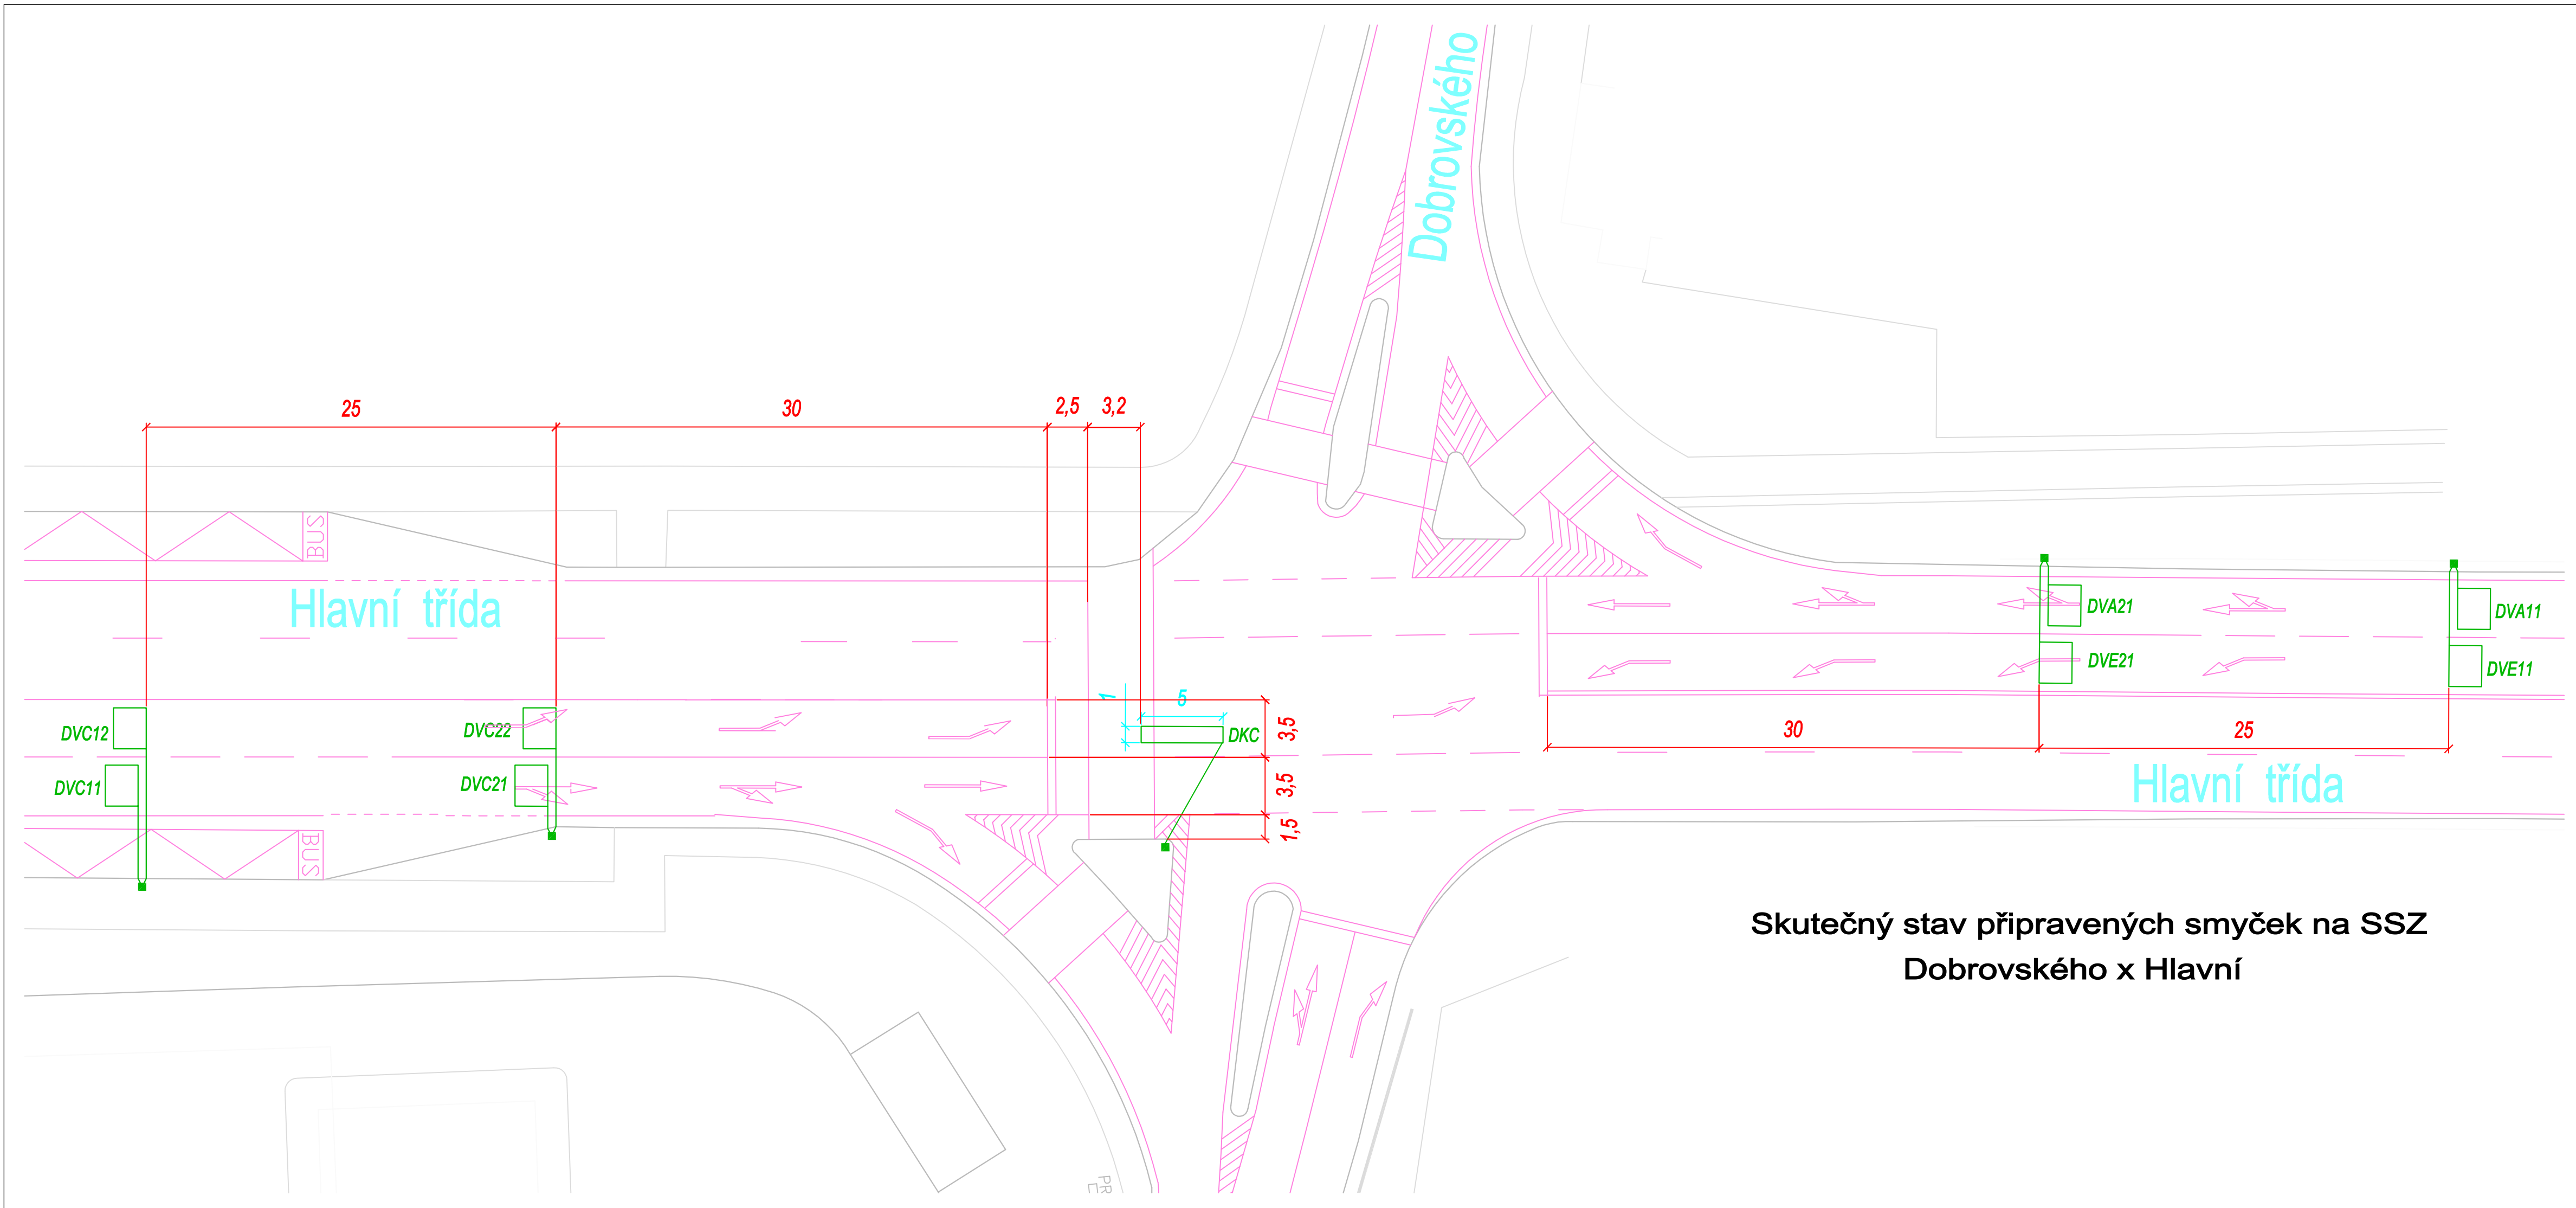 Dobrovského
25
30
2,5
3,2
BUS
Hlavní třída
DVA21
DVA11
DVE21
DVE11
1
5
3,5
DVC12
DVC22
DKC
30
25
DVC11
DVC21
3,5
Hlavní třída
1,5
BUS
Skutečný stav připravených smyček na SSZ
Dobrovského x Hlavní
PR